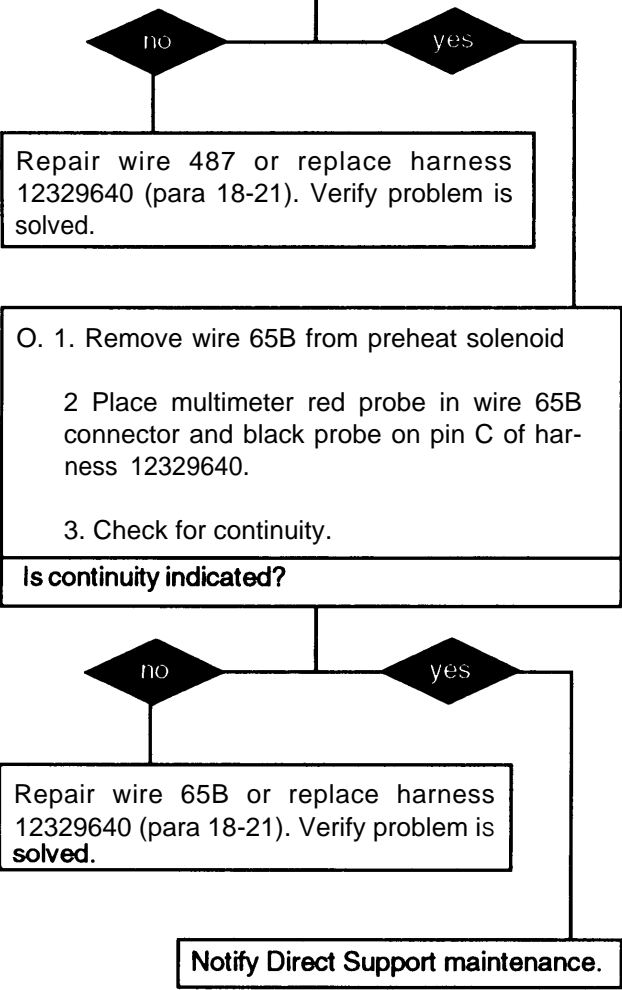 no
yes
Repair wire 487 or replace harness
12329640 (para 18-21). Verify problem is
solved.
O. 1. Remove wire 65B from preheat solenoid
2 Place multimeter red probe in wire 65B
connector and black probe on pin C of har-
ness 12329640.
3. Check for continuity.
Is continuity indicated?
no
yes
Repair wire 65B or replace harness
12329640 (para 18-21). Verify problem is
solved.
Notify Direct Support maintenance.